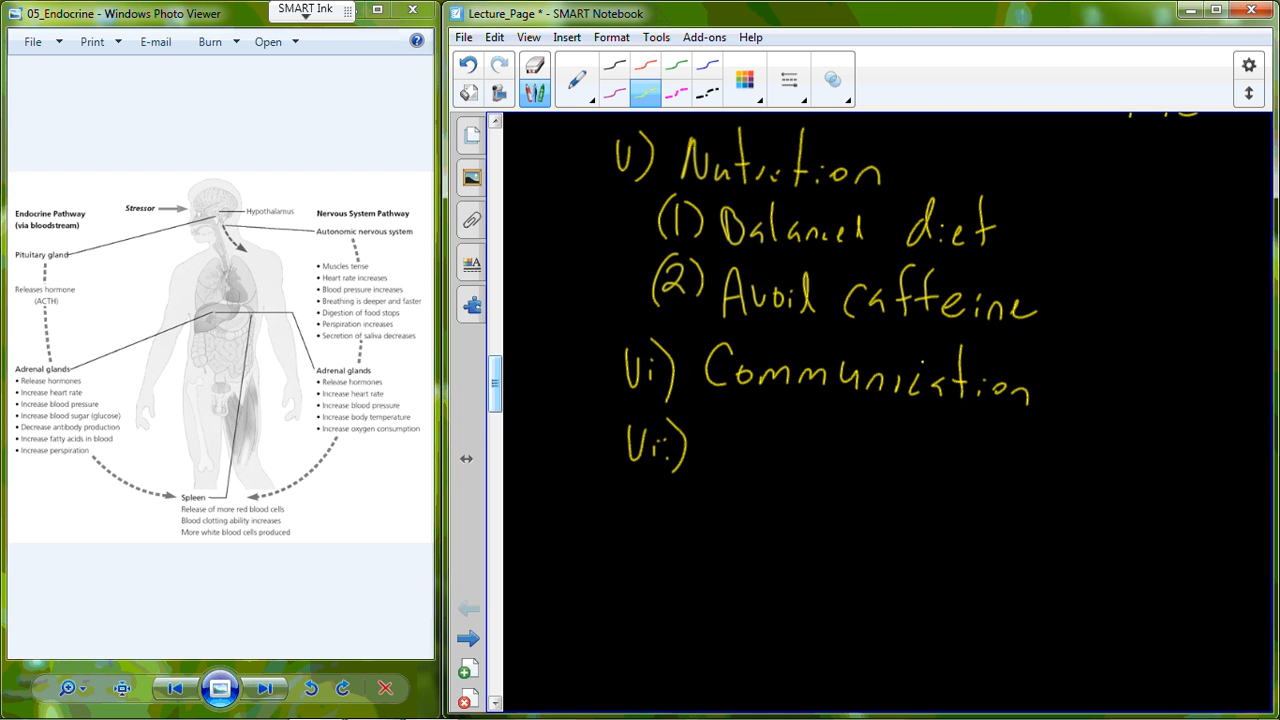 05_Endocrine - Windows Photo Viewer
SMART Ink
File Print E-mail Burn Open
Stressor
Hypothalamus
Endocrine Pathway
(via bloodstream)
Nervous System Pathway
Autonomic nervous system
Pituitary gland
Releases hormone
(ACTH)
• Muscles tense
• Heart rate increases
• Blood pressure increases
• Breathing is deeper and faster
• Digestion of food stops
• Perspiration increases
• Secretion of saliva decreases
Adrenal glands
• Release hormones
• Increase heart rate
• Increase blood pressure
• Increase blood sugar (glucose)
• Decrease antibody production
• Increase fatty acids in blood
• Increase perspiration
Adrenal glands
• Release hormones
• Increase heart rate
• Increase blood pressure
• Increase body temperature
• Increase oxygen consumption
Spleen
Release of more red blood cells
Blood clotting ability increases
More white blood cells produced
Lecture_Page * - SMART Notebook
File Edit View Insert Format Tools Add-ons Help
v) Nutrition
(1) Balanced diet
(2) Avoid caffeine
vi) Communication
vii)